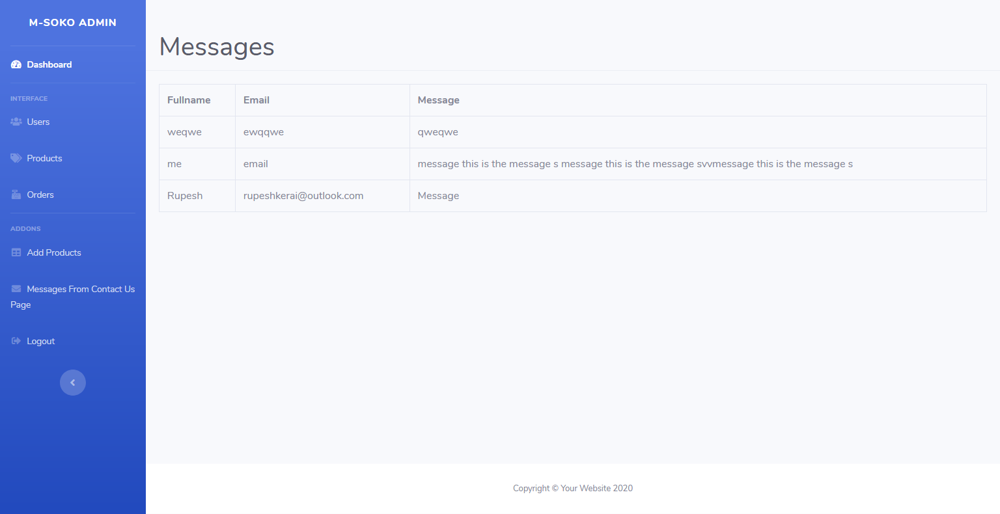 M-SOKO ADMIN
Dashboard
INTERFACE
Users
Products
Orders
ADDONS
Add Products
Messages From Contact Us
Page
Logout
Messages
Fullname Email Message
weqwe ewqqwe qweqwe
me email message this is the message s message this is the message svvmessage this is the message s
Rupesh rupeshkerai@outlook.com Message
Copyright © Your Website 2020